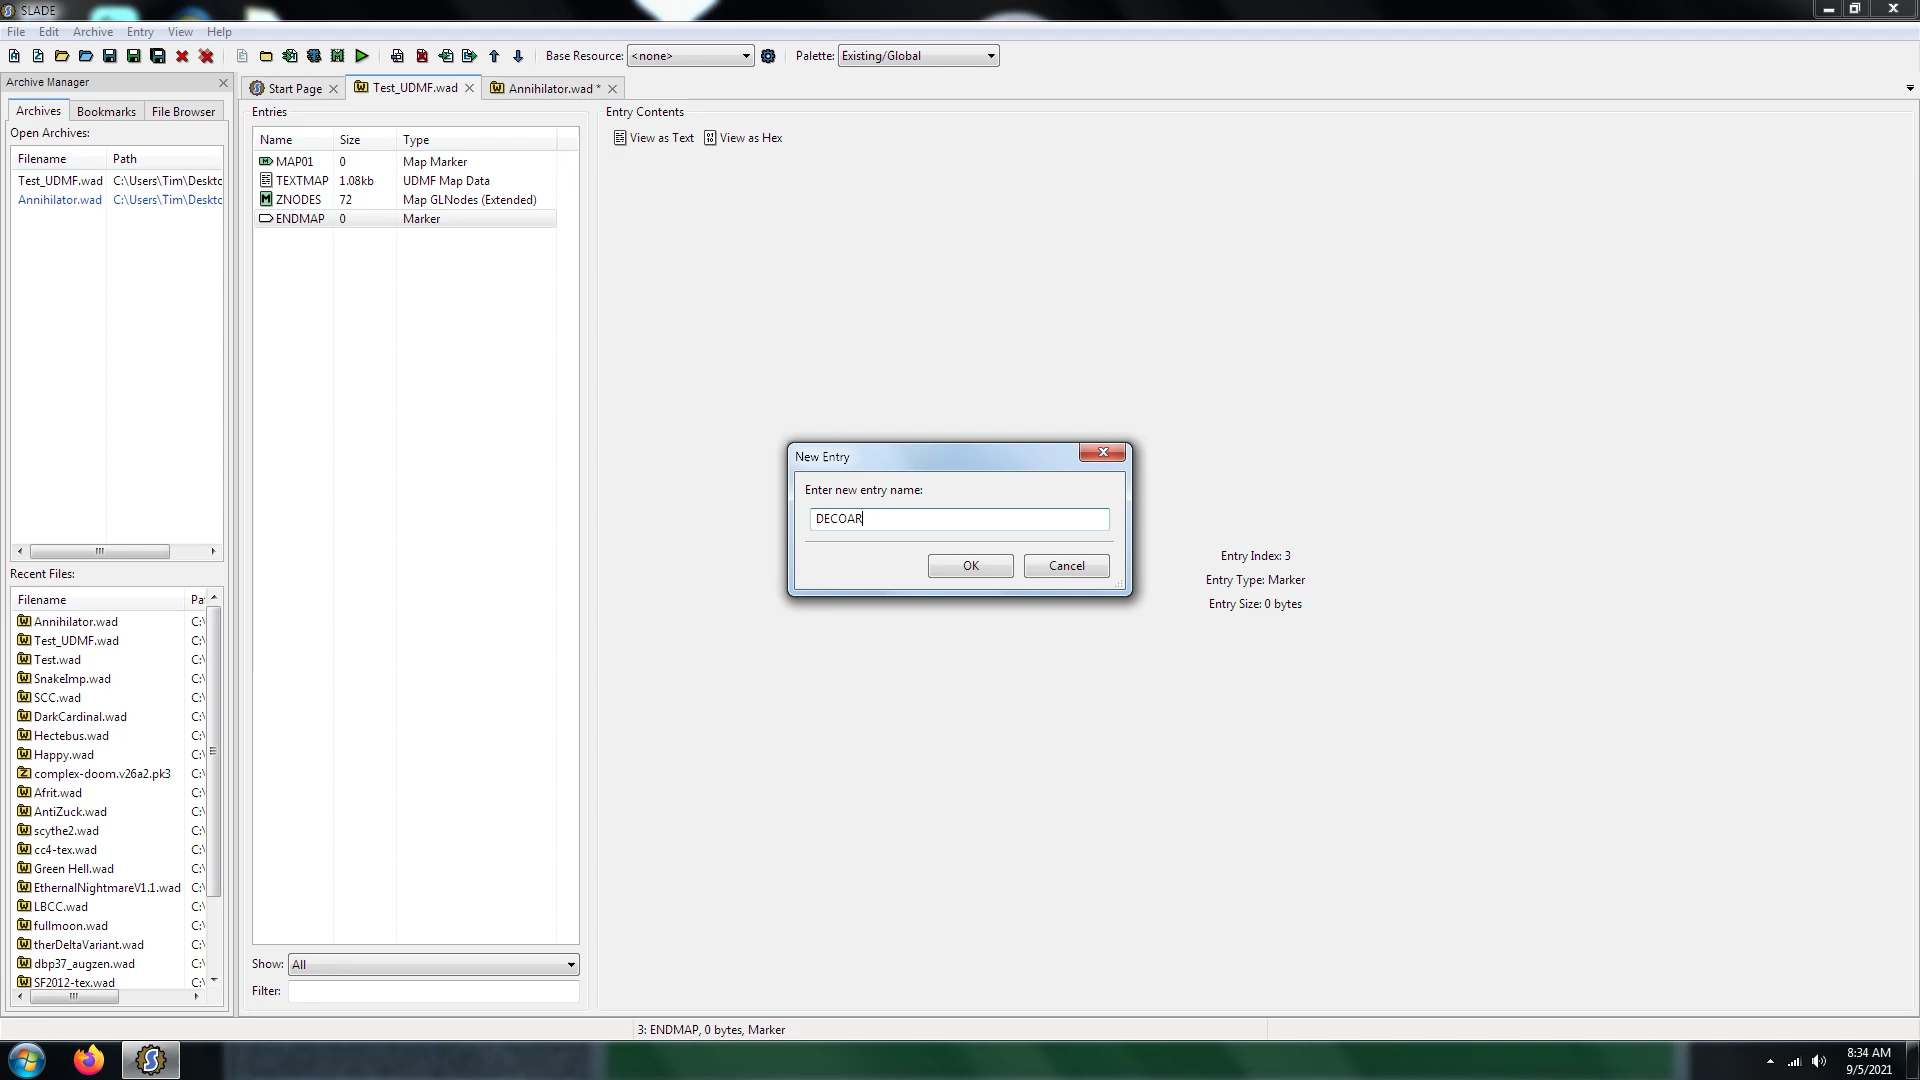 SLADE
File Edit Archive Entry View Help
Base Resource: <none> Palette: Existing/Global
Archive Manager
Archives Bookmarks File Browser
Open Archives:
Filename Path
Test_UDMF.wad C:\Users\Tim\Deskto
Annihilator.wad C:\Users\Tim\Deskto
Recent Files:
Filename Pa
Annihilator.wad C:\
Test_UDMF.wad C:\
Test.wad C:\
SnakeImp.wad C:\
SCC.wad C:\
DarkCardinal.wad C:\
Hectebus.wad C:\
Happy.wad C:\
complex-doom.v26a2.pk3 C:\
Afrit.wad C:\
AntiZuck.wad C:\
scythe2.wad C:\
cc4-tex.wad C:\
Green Hell.wad C:\
EthernalNightmareV1.1.wad C:\
LBCC.wad C:\
fullmoon.wad C:\
therDeltaVariant.wad C:\
dbp37_augzen.wad C:\
SF2012-tex.wad C:\
Start Page Test_UDMF.wad Annihilator.wad *
Entries
Name Size Type
MAP01 0 Map Marker
TEXTMAP 1.08kb UDMF Map Data
ZNODES 72 Map GLNodes (Extended)
ENDMAP 0 Marker
Show: All
Filter:
Entry Contents
View as Text View as Hex
New Entry
Enter new entry name:
DECOAR
OK Cancel
Entry Index: 3
Entry Type: Marker
Entry Size: 0 bytes
3: ENDMAP, 0 bytes, Marker
8:34 AM
9/5/2021